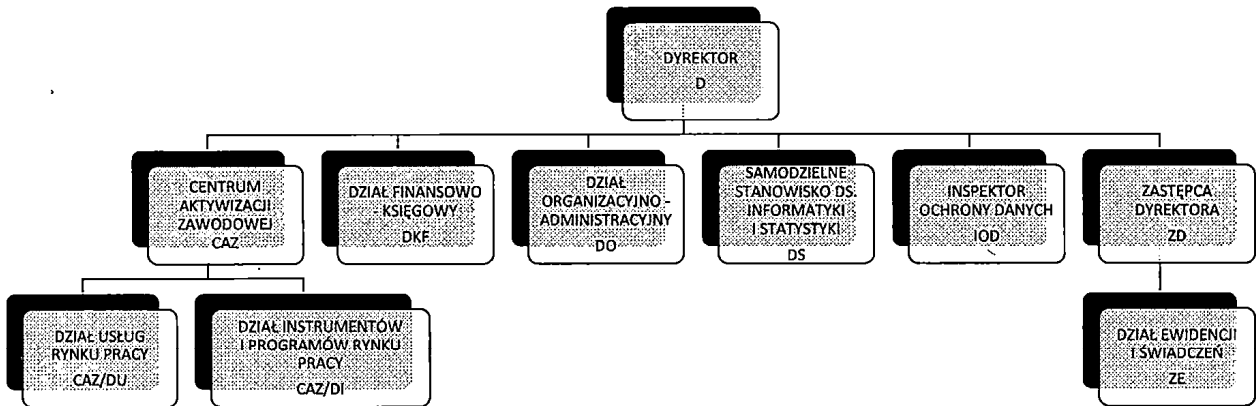 DYREKTOR
D
CENTRUM
AKTYWIZACJI
ZAWODOWEJ
CAZ
DZIAŁ FINANSOWO
- KSIĘGOWY
DKF
DZIAŁ
ORGANIZACYJNO -
ADMINISTRACYJNY
DO
SAMODZIELNE
STANOWISKO DS.
INFORMATYKI
I STATYSTYKI
DS
INSPEKTOR
OCHRONY DANYCH
IOD
ZASTĘPCA
DYREKTORA
ZD
DZIAŁ USŁUG
RYNKU PRACY
CAZ/DU
DZIAŁ INSTRUMENTÓW
I PROGRAMÓW RYNKU
PRACY
CAZ/DI
DZIAŁ EWIDENCJI
I ŚWIADCZEŃ
ZE